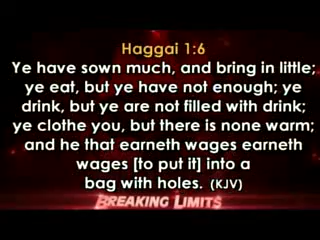 Haggai 1:6
Ye have sown much, and bring in little;
ye eat, but ye have not enough; ye
drink, but ye are not filled with drink;
ye clothe you, but there is none warm;
and he that earneth wages earneth
wages [to put it] into a
bag with holes. (KJV)
BREAKING LIMITS